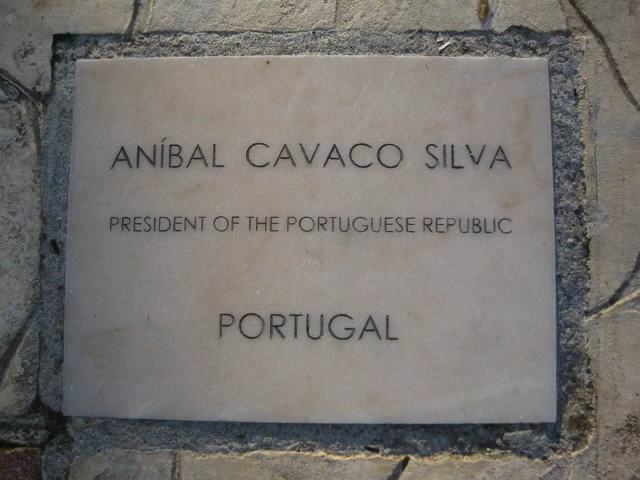 ANÍBAL CAVACO SILVA
PRESIDENT OF THE PORTUGUESE REPUBLIC
PORTUGAL